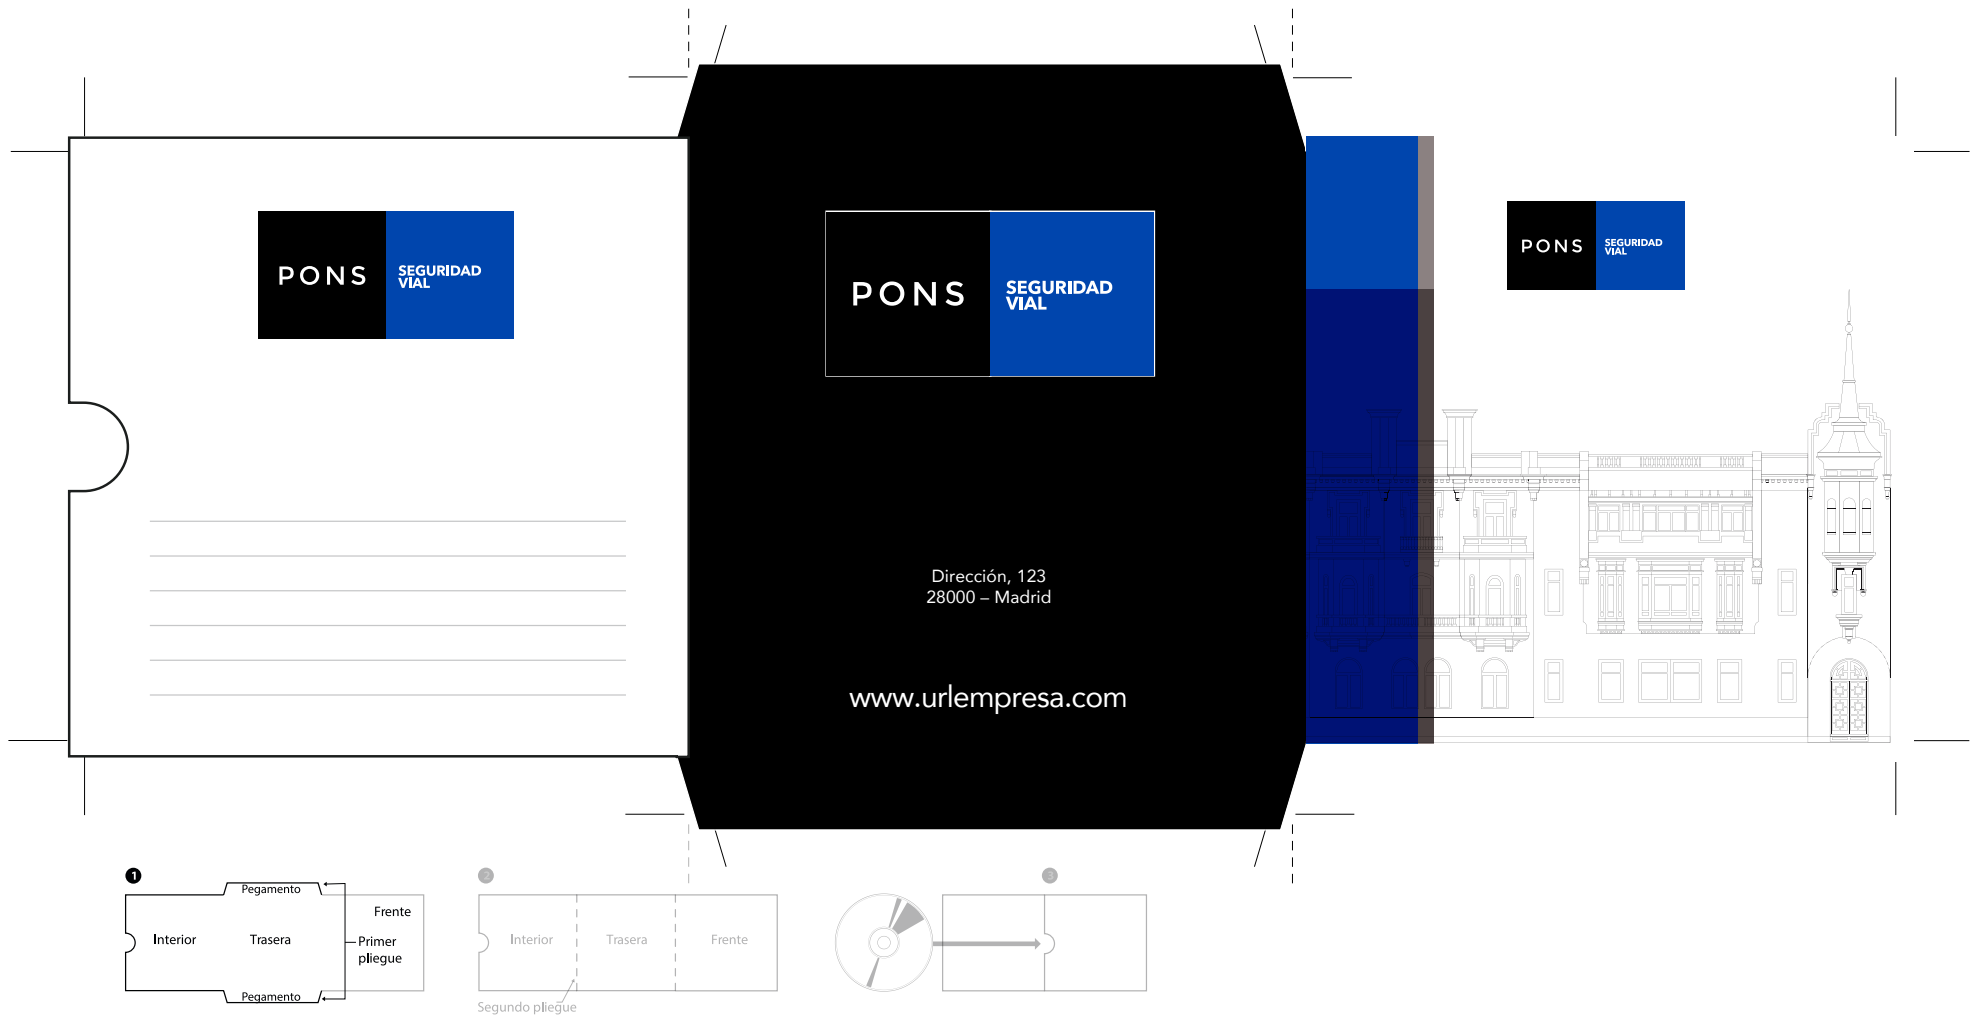 PONS
SEGURIDAD
VIAL
PONS
SEGURIDAD
VIAL
Dirección, 123
28000 – Madrid
www.urlempresa.com
PONS
SEGURIDAD
VIAL
1
Pegamento
Interior
Trasera
Frente
Primer
pliegue
Pegamento
2
Interior
Trasera
Frente
Segundo pliegue
3